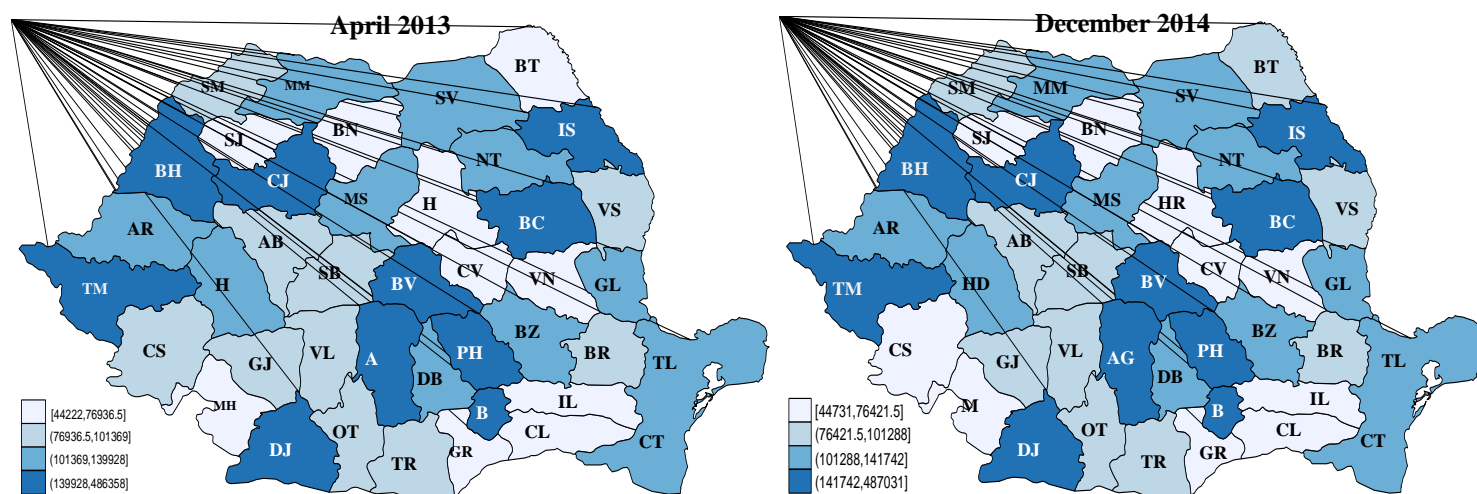 April 2013
BT
SM
MM
SV
IS
SJ
BN
NT
BH
CJ
MS
H
BC
VS
AR
AB
SB
CV
VN
TM
H
BV
GL
CS
GJ
VL
A
PH
BZ
BR
TL
DB
MH
B
IL
DJ
OT
TR
GR
CL
CT
[44222,76936.5]
(76936.5,101369]
(101369,139928]
(139928,486358]
December 2014
BT
SM
MM
SV
IS
SJ
BN
NT
BH
CJ
MS
HR
BC
VS
AR
AB
SB
CV
VN
TM
HD
BV
GL
CS
GJ
VL
AG
PH
BZ
BR
TL
DB
M
B
IL
DJ
OT
TR
GR
CL
CT
[44731,76421.5]
(76421.5,101288]
(101288,141742]
(141742,487031]